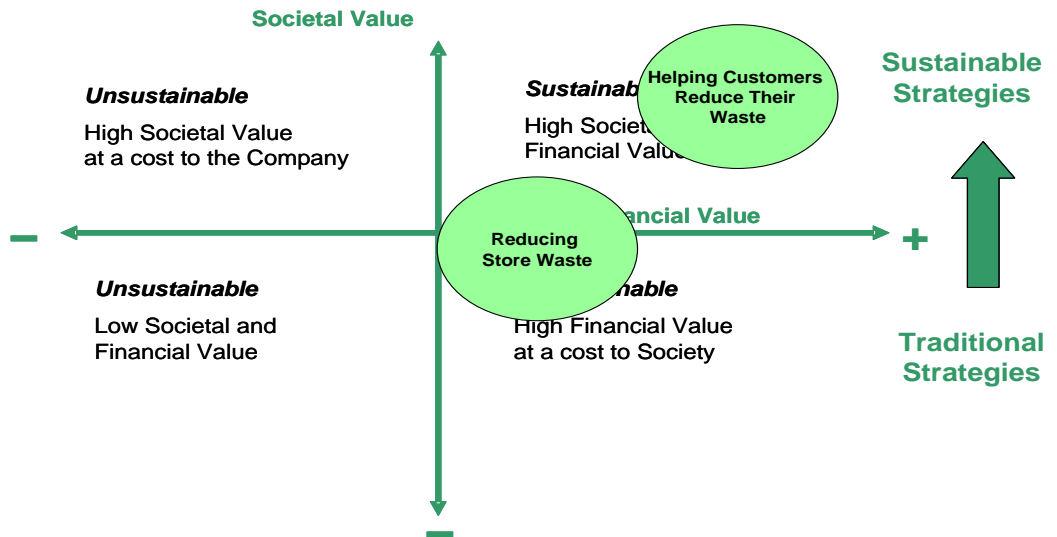 Societal Value
Unsustainable
High Societal Value
at a cost to the Company
Sustainab
High Societa
Financial Value
Helping Customers
Reduce Their
Waste
Sustainable
Strategies
ancial Value
−
+
Reducing
Store Waste
Unsustainable
Low Societal and
Financial Value
nable
High Financial Value
at a cost to Society
Traditional
Strategies
−